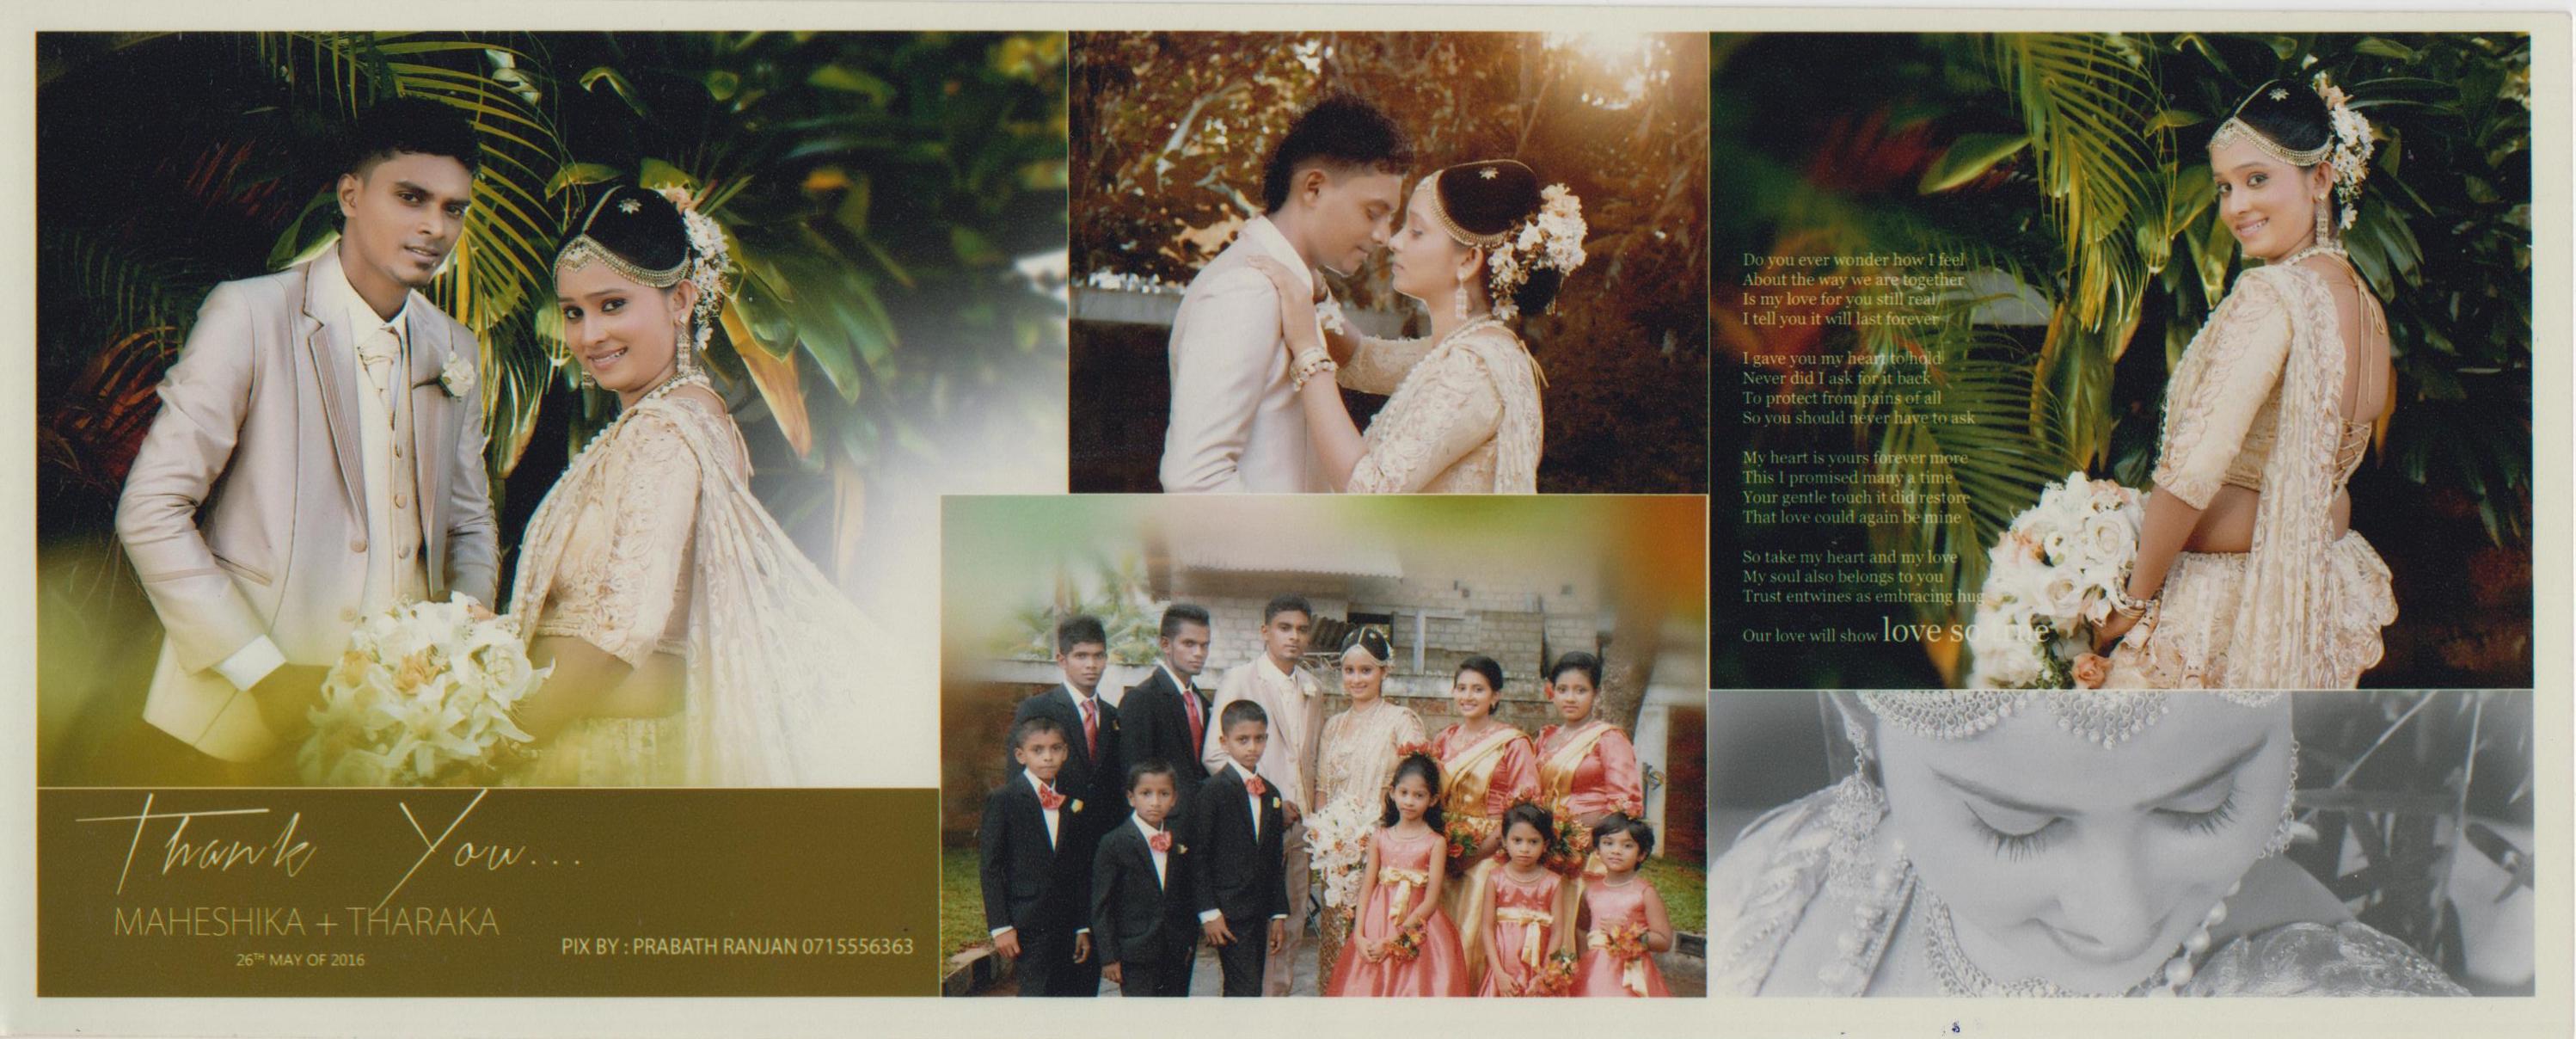 Thank You...
MAHESHIKA + THARAKA
26TH MAY OF 2016
PIX BY : PRABATH RANJAN 0715556363
Do you ever wonder how I feel
About the way we are together
Is my love for you still real
I tell you it will last forever
I gave you my heart to hold
Never did I ask for it back
To protect from pains of all
So you should never have to ask
My heart is yours forever more
This I promised many a time
Your gentle touch it did restore
That love could again be mine
So take my heart and my love
My soul also belongs to you
Trust entwines as embracing hug
Our love will show love so me